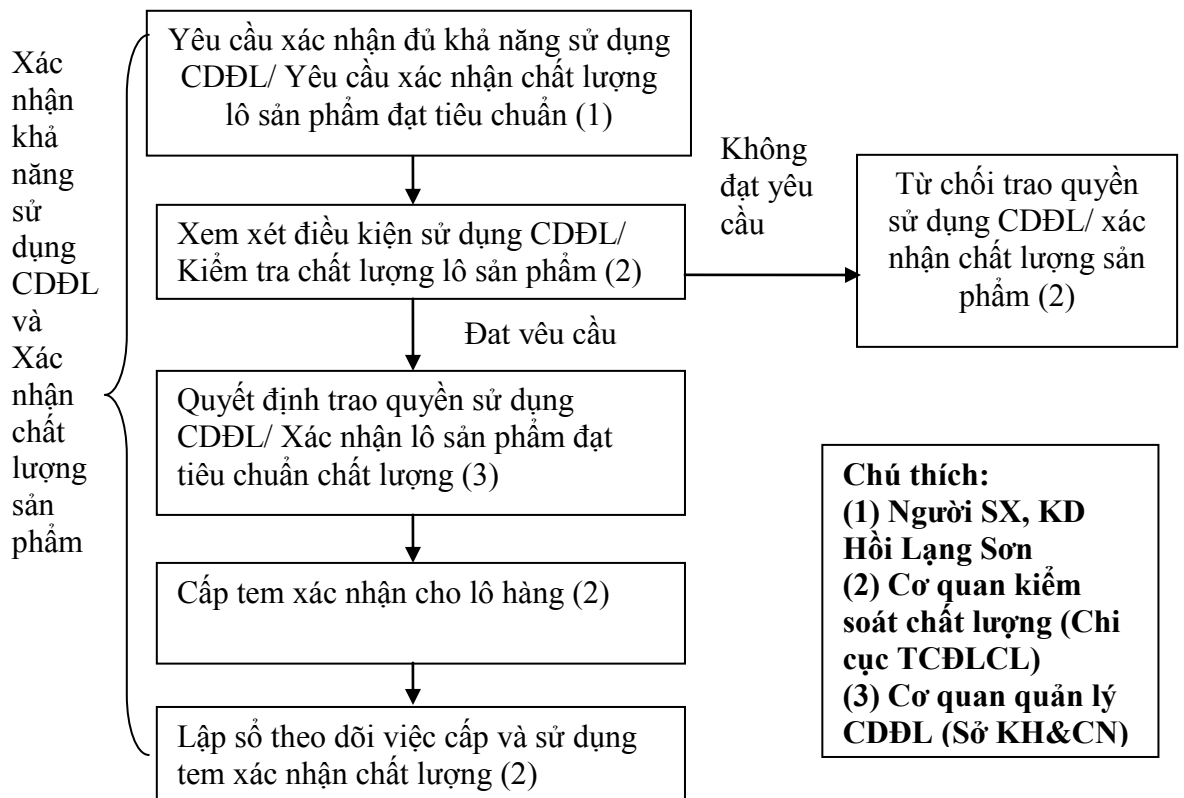 Xác
nhận
khả
năng
sử
dụng
CDĐL
và
Xác
nhận
chất
lượng
sản
phẩm
Yêu cầu xác nhận đủ khả năng sử dụng
CDĐL/ Yêu cầu xác nhận chất lượng
lô sản phẩm đạt tiêu chuẩn (1)
Xem xét điều kiện sử dụng CDĐL/
Kiểm tra chất lượng lô sản phẩm (2)
Không
đạt yêu
cầu
Từ chối trao quyền
sử dụng CDĐL/ xác
nhận chất lượng sản
phẩm (2)
Đat vêu cầu
Quyết định trao quyền sử dụng
CDĐL/ Xác nhận lô sản phẩm đạt
tiêu chuẩn chất lượng (3)
Cấp tem xác nhận cho lô hàng (2)
Lập sổ theo dõi việc cấp và sử dụng
tem xác nhận chất lượng (2)
Chú thích:
(1) Người SX, KD
Hồi Lạng Sơn
(2) Cơ quan kiểm
soát chất lượng (Chi
cục TCĐLCL)
(3) Cơ quan quản lý
CDĐL (Sở KH&CN)